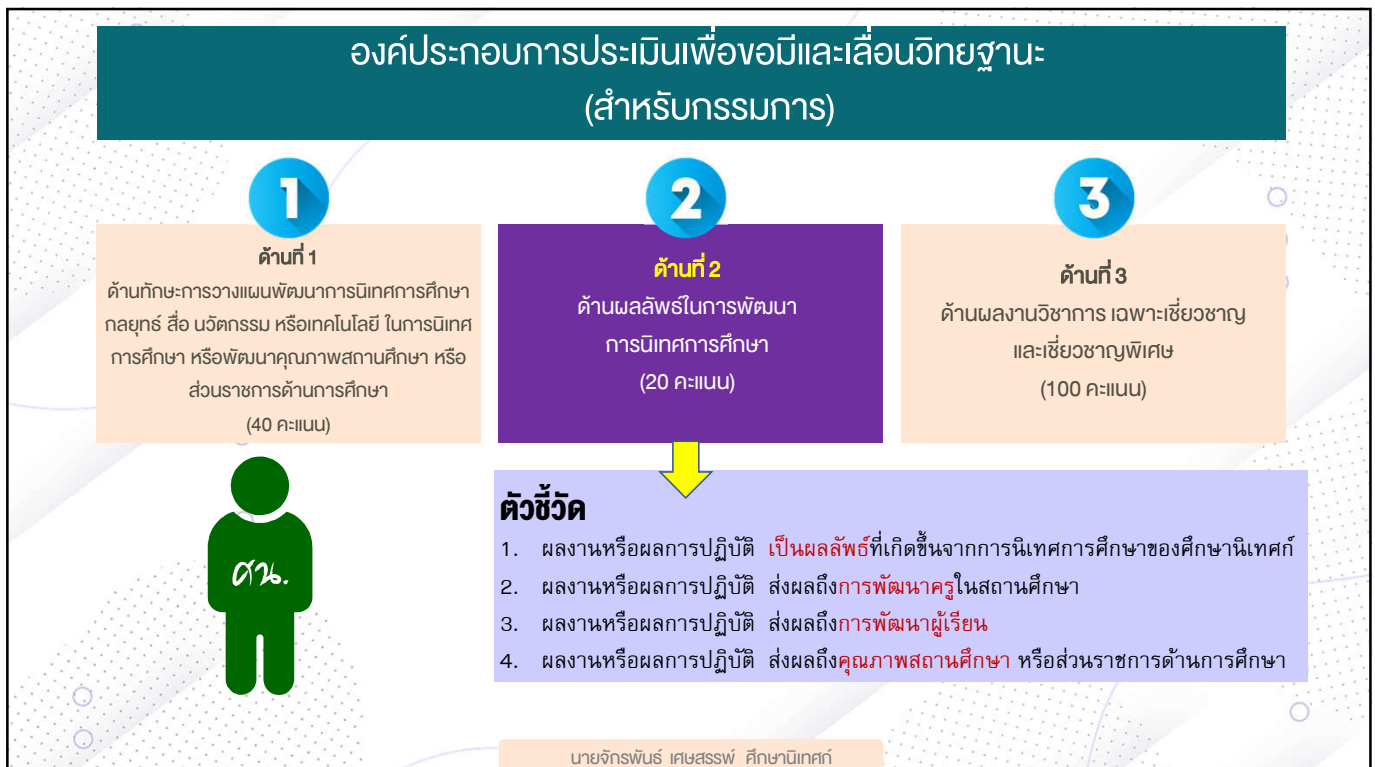 องค์ประกอบการประเมินเพื่อขอมีและเลื่อนวิทยฐานะ
(สำหรับกรรมการ)
1
ด้านที่ 1
ด้านทักษะการวางแผนพัฒนาการนิเทศการศึกษา
กลยุทธ์ สื่อ นวัตกรรม หรือเทคโนโลยี ในการนิเทศ
การศึกษา หรือพัฒนาคุณภาพสถานศึกษา หรือ
ส่วนราชการด้านการศึกษา
(40 คะแนน)
2
ด้านที่ 2
ด้านผลลัพธ์ในการพัฒนา
การนิเทศการศึกษา
(20 คะแนน)
3
ด้านที่ 3
ด้านผลงานวิชาการ เฉพาะเชี่ยวชาญ
และเชี่ยวชาญพิเศษ
(100 คะแนน)
ศน.
ตัวชี้วัด
1. ผลงานหรือผลการปฏิบัติ เป็นผลลัพธ์ที่เกิดขึ้นจากการนิเทศการศึกษาของศึกษานิเทศก์
2. ผลงานหรือผลการปฏิบัติ ส่งผลถึงการพัฒนาครูในสถานศึกษา
3. ผลงานหรือผลการปฏิบัติ ส่งผลถึงการพัฒนาผู้เรียน
4. ผลงานหรือผลการปฏิบัติ ส่งผลถึงคุณภาพสถานศึกษา หรือส่วนราชการด้านการศึกษา
นายจักรพันธ์ เศษสรรพ์ ศึกษานิเทศก์